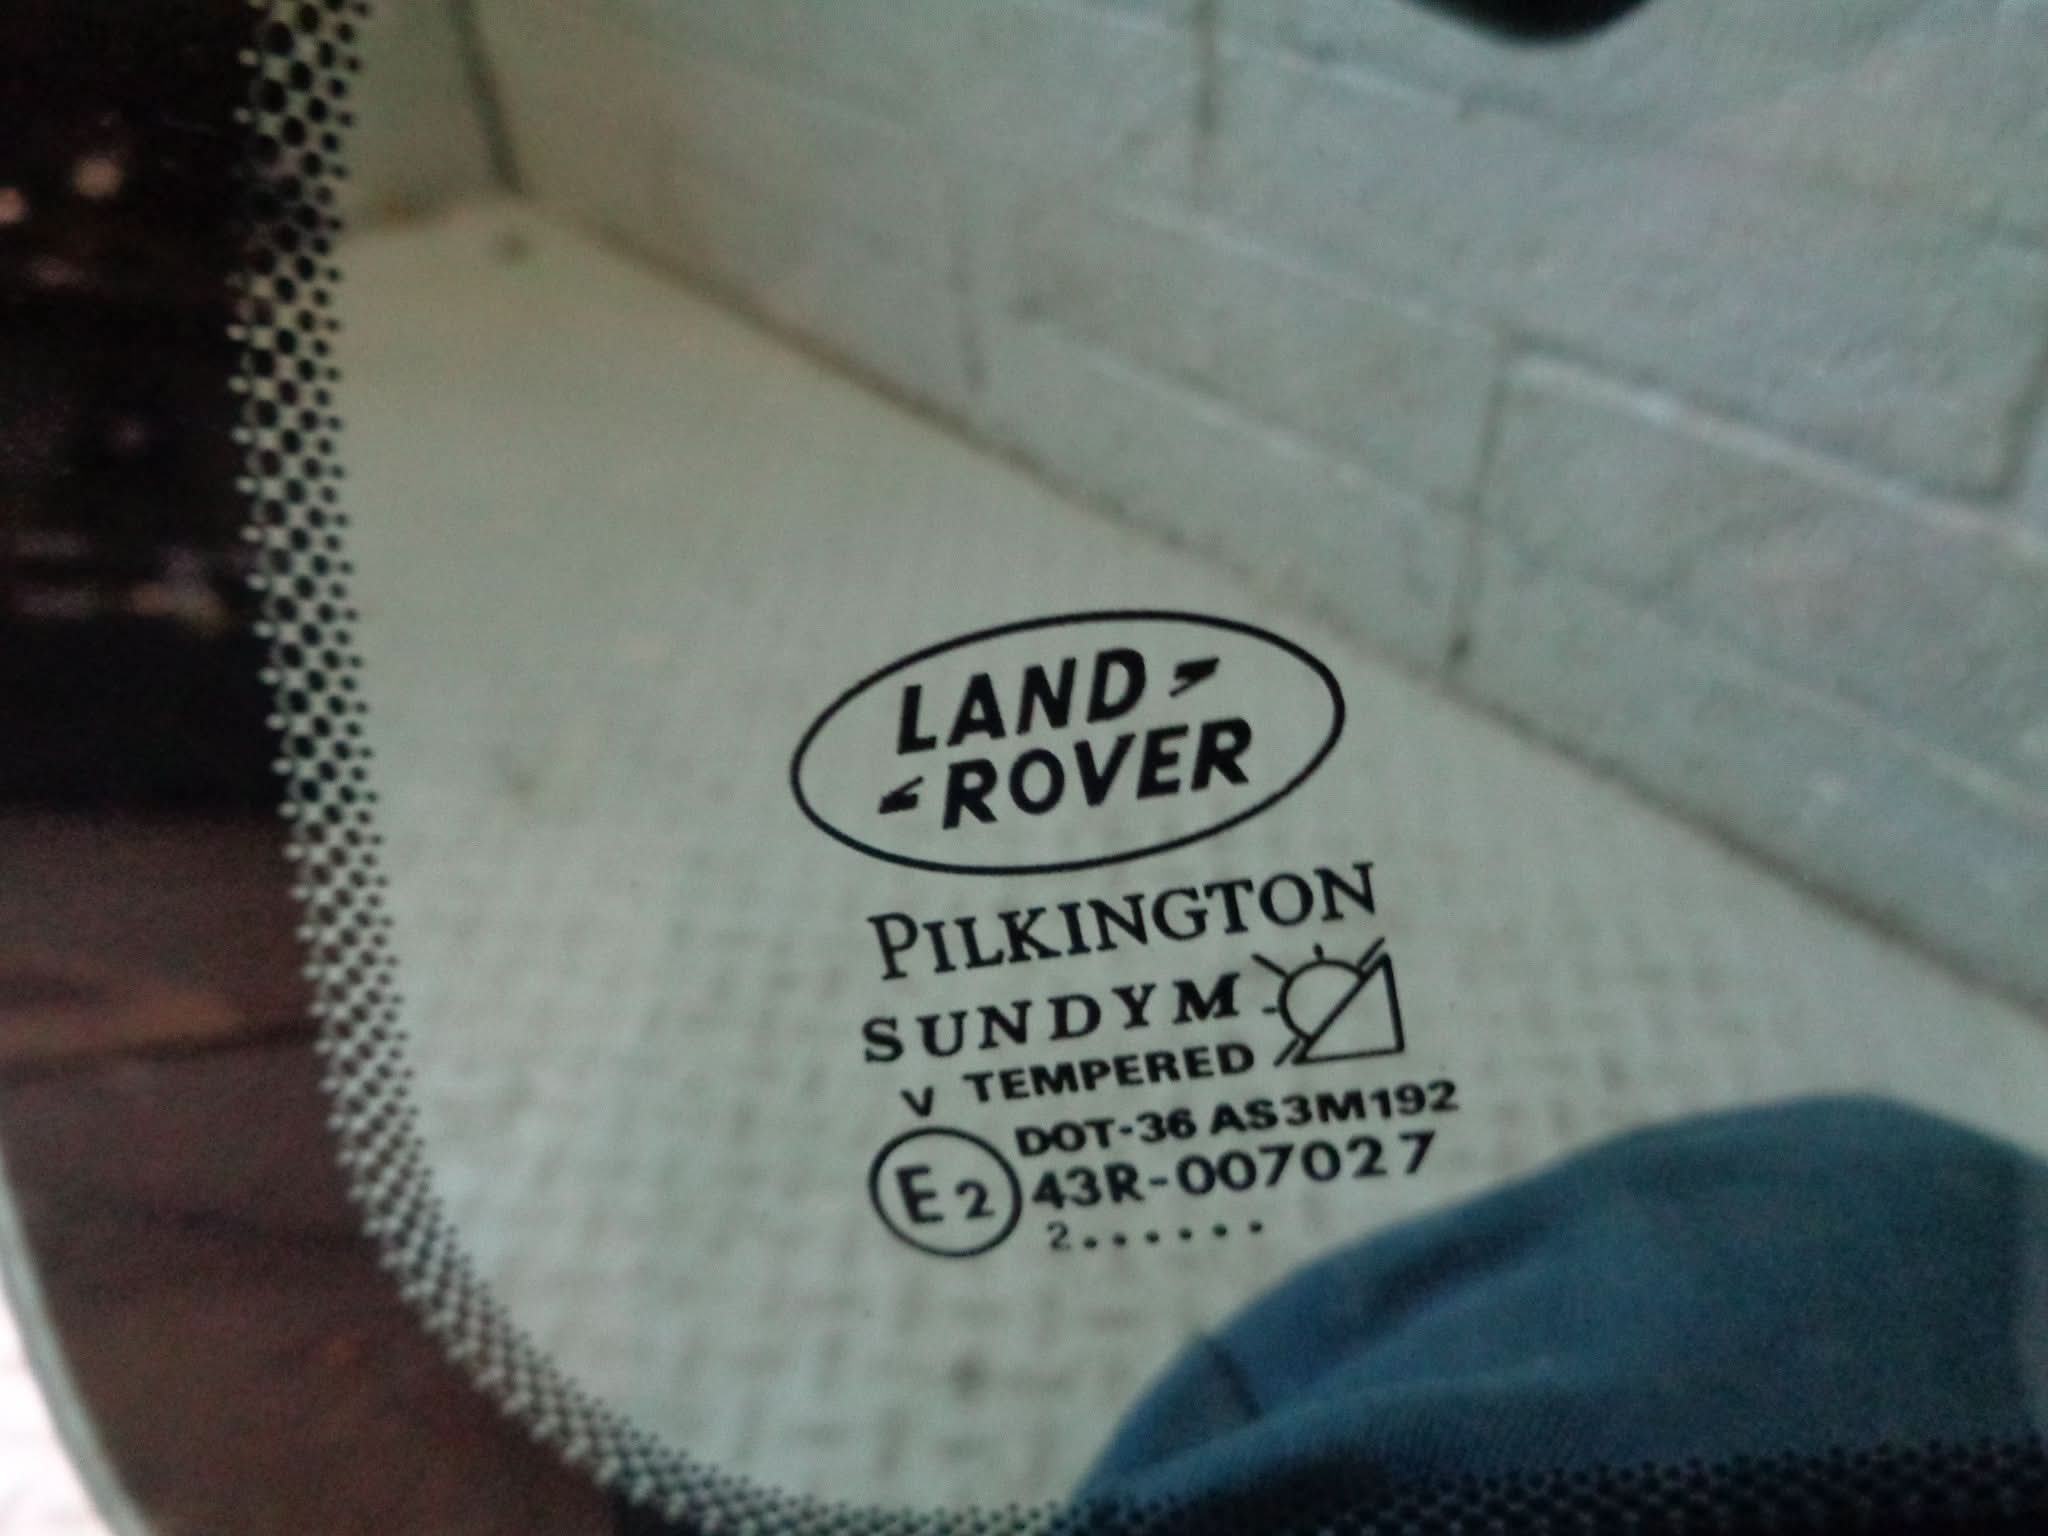 LAND
ROVER
PILKINGTON
SUNDYM
V TEMPERED
DOT-36 AS3M192
E2 43R-007027
2......